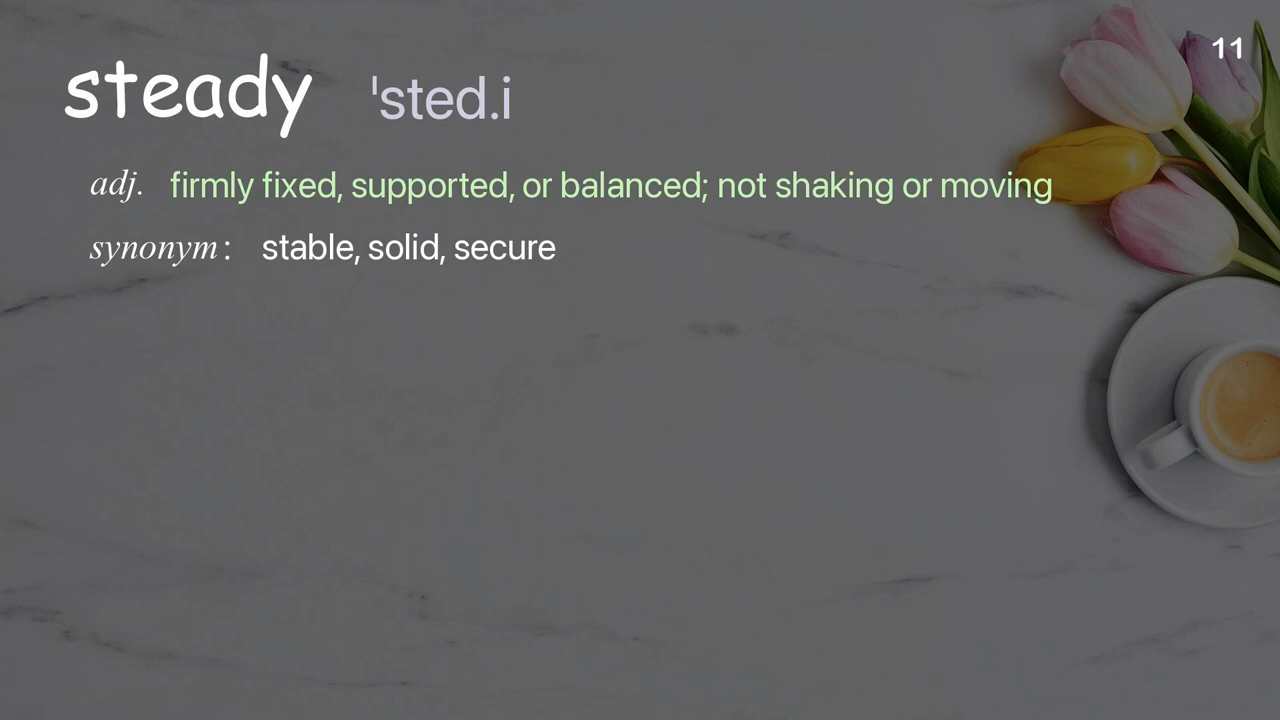 11
steady 'sted.i
adj. firmly fixed, supported, or balanced; not shaking or moving
synonym: stable, solid, secure